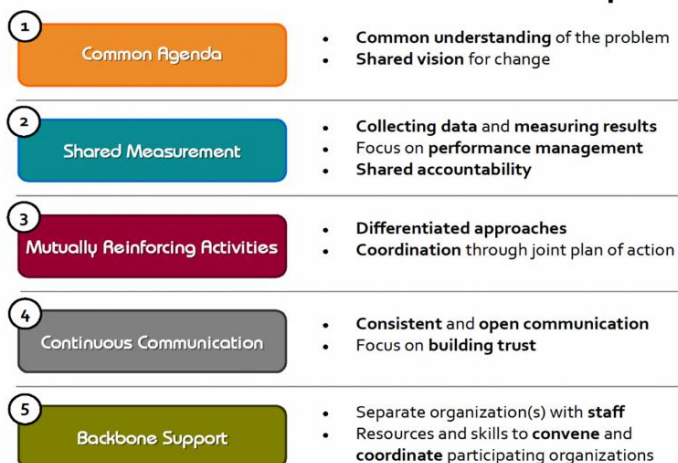 1
Common Agenda
• Common understanding of the problem
• Shared vision for change
2
Shared Measurement
• Collecting data and measuring results
• Focus on performance management
• Shared accountability
3
Mutually Reinforcing Activities
• Differentiated approaches
• Coordination through joint plan of action
4
Continuous Communication
• Consistent and open communication
• Focus on building trust
5
Backbone Support
• Separate organization(s) with staff
• Resources and skills to convene and
coordinate participating organizations